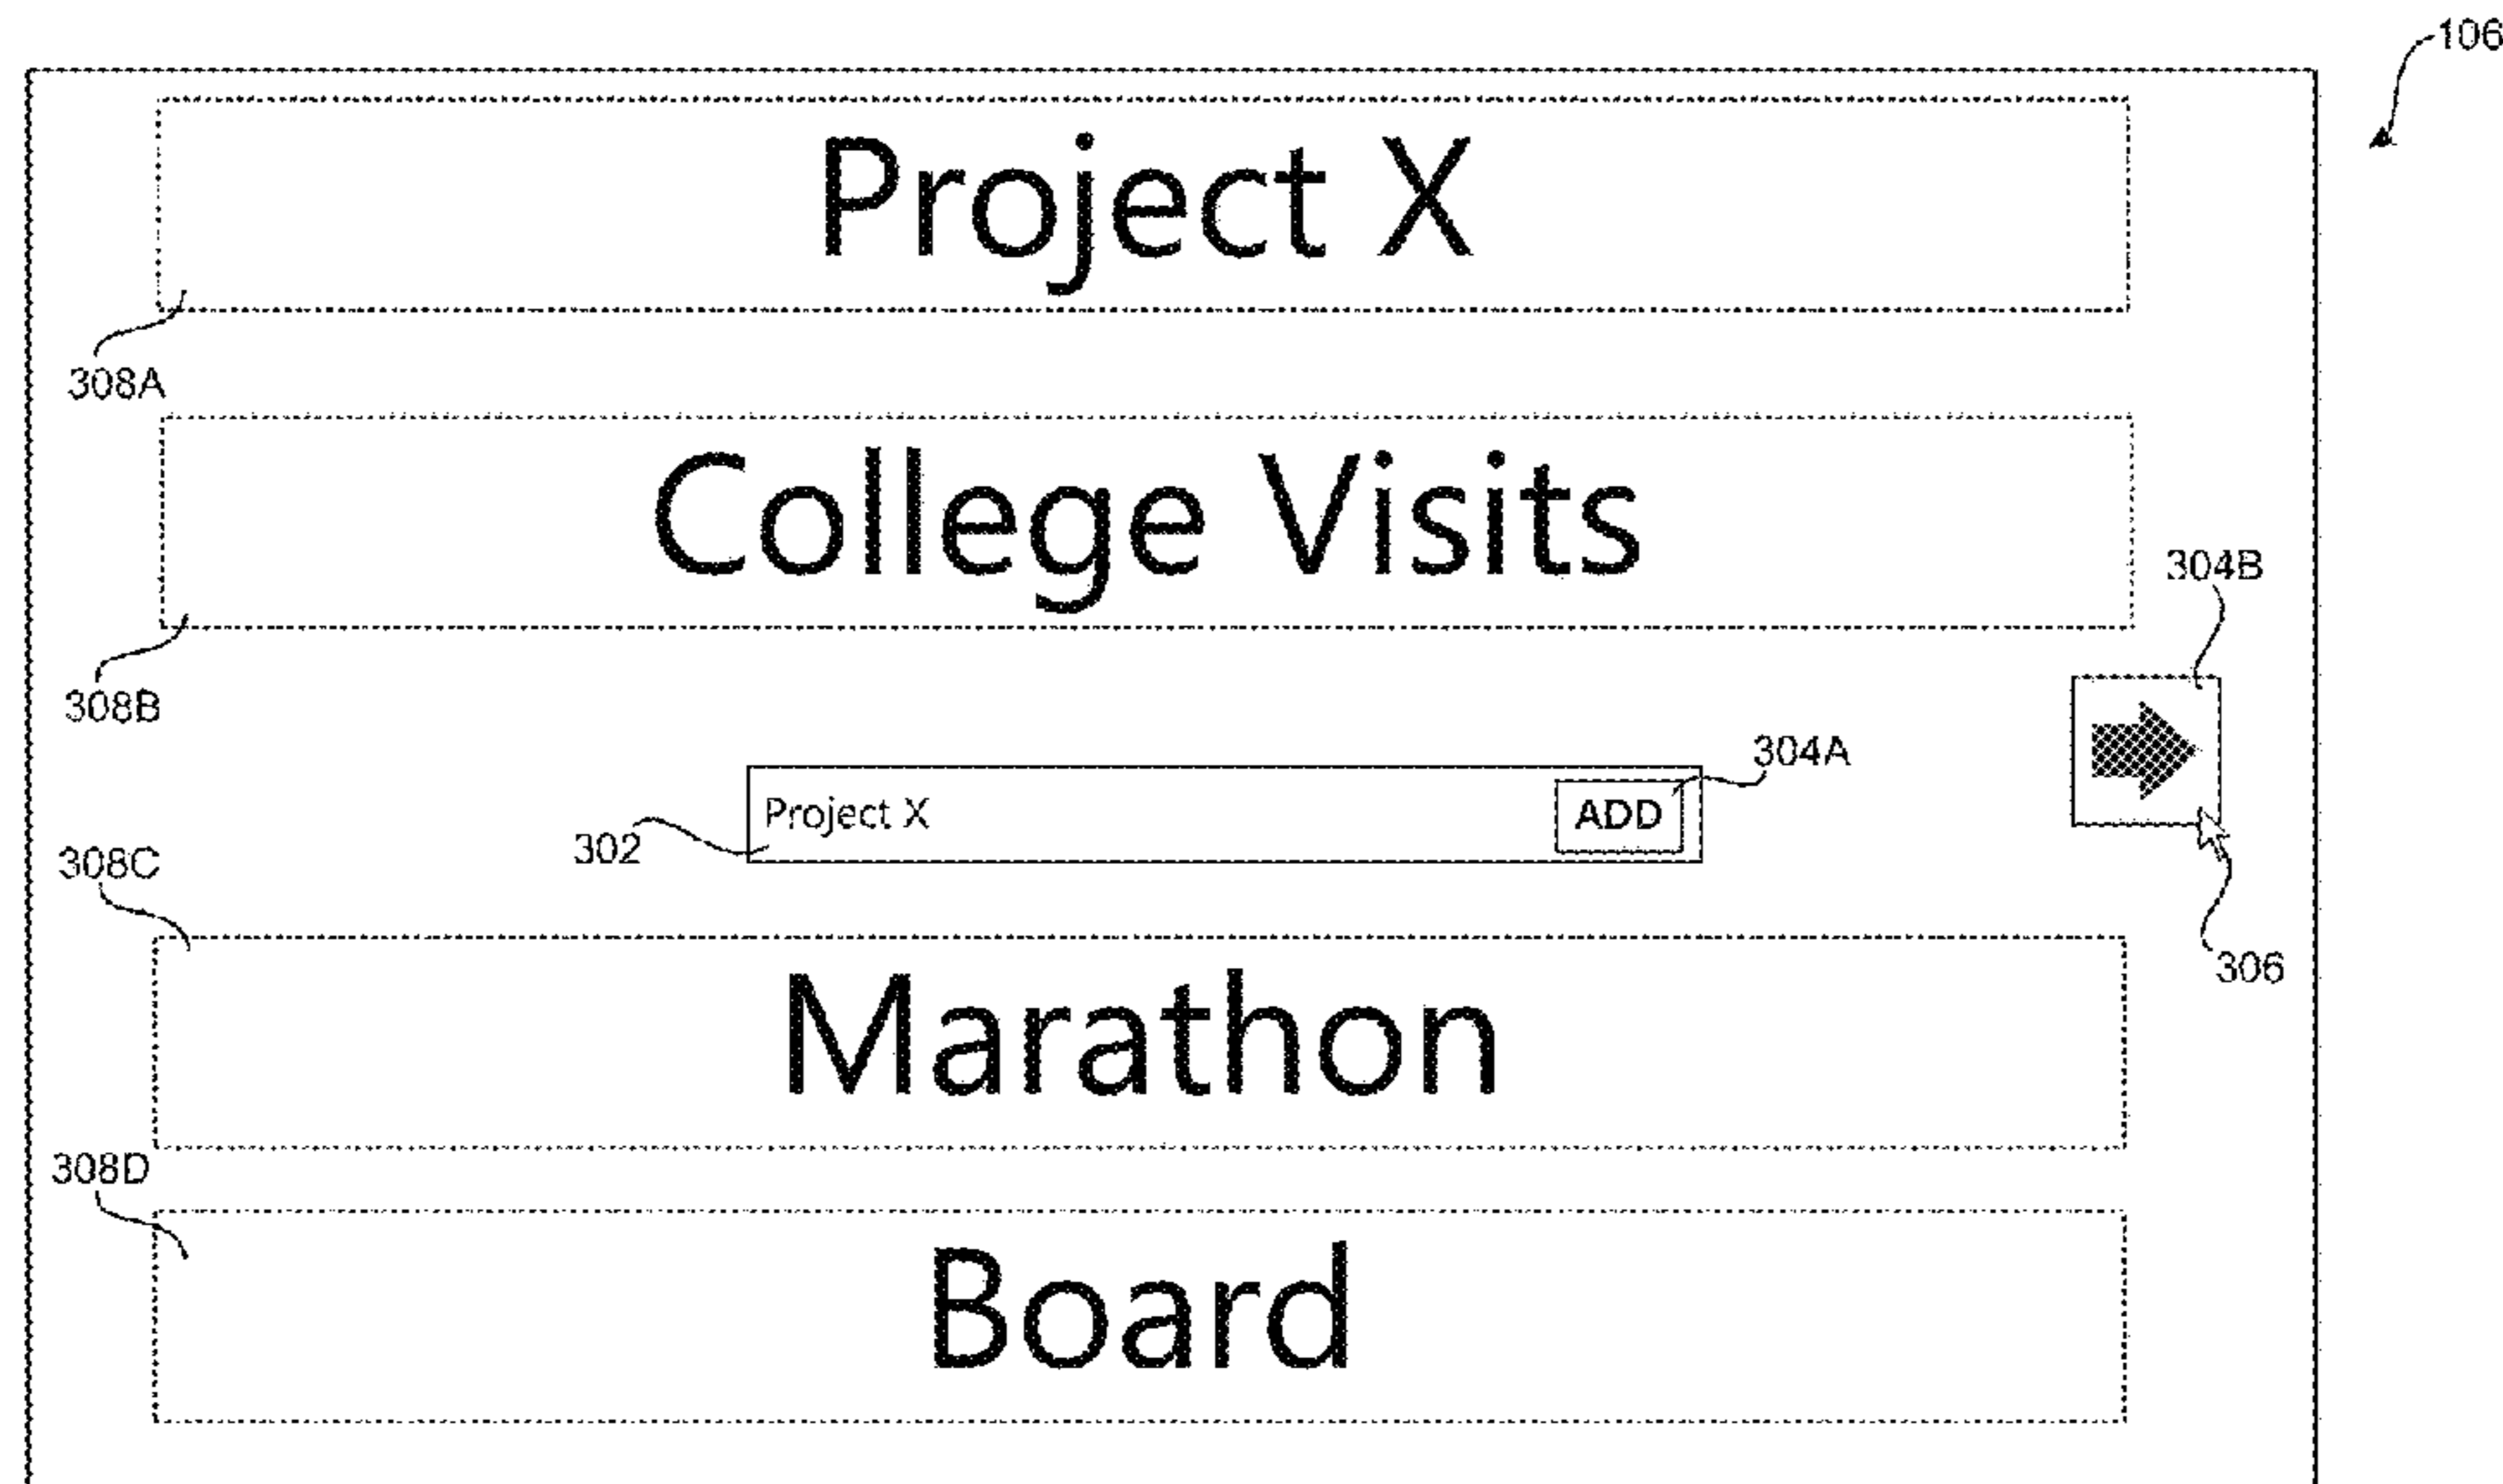 106
Project X
308A
College Visits
304B
308B
304A
Project X ADD
302
308C
306
Marathon
308D
Board